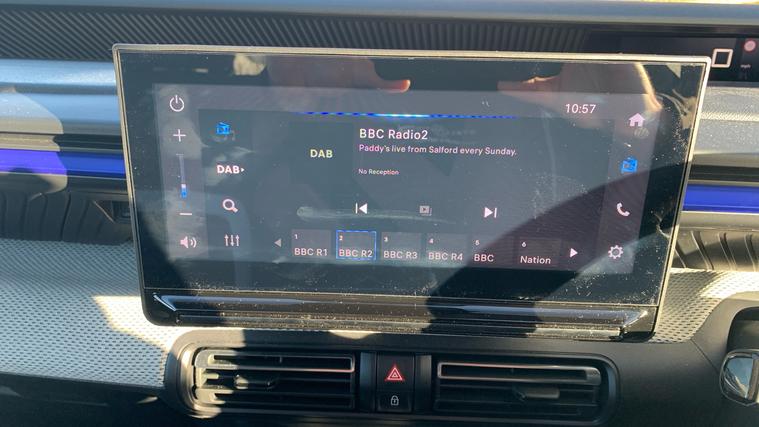 mph
10:57
BBC Radio2
Paddy's live from Salford every Sunday.
DAB
DAB
No Reception
1 2 3 4 5 6
BBC R1 BBC R2 BBC R3 BBC R4 BBC Nation